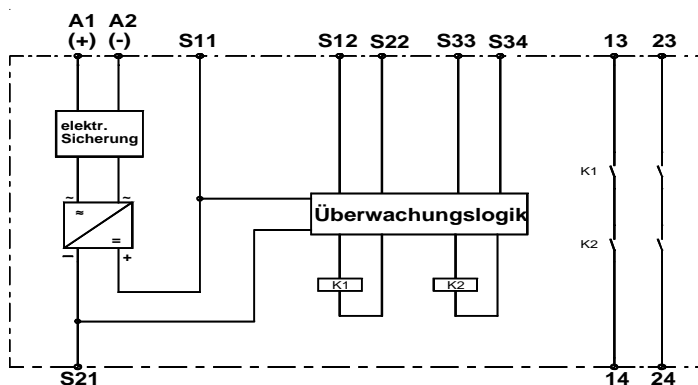 A1 A2
(+) (-) S11 S12 S22 S33 S34 13 23
elektr.
Sicherung
K1
~ ~
≈
Überwachungslogik
=
K2
− +
K1 K2
S21 14 24